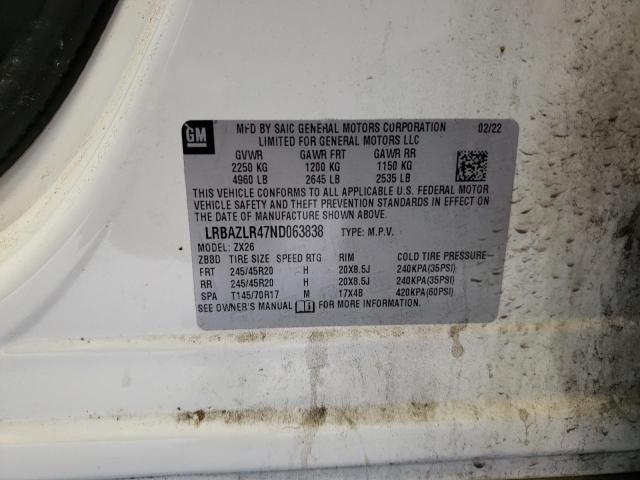 GM
MFD BY SAIC GENERAL MOTORS CORPORATION 02/22
LIMITED FOR GENERAL MOTORS LLC
GVWR GAWR FRT GAWR RR
2250 KG 1200 KG 1150 KG
4960 LB 2645 LB 2535 LB
THIS VEHICLE CONFORMS TO ALL APPLICABLE U.S. FEDERAL MOTOR
VEHICLE SAFETY AND THEFT PREVENTION STANDARDS IN EFFECT
ON THE DATE OF MANUFACTURE SHOWN ABOVE.
LRBAZLR47ND063838 TYPE: M.P.V.
MODEL: ZX26
ZBBD TIRE SIZE SPEED RTG RIM COLD TIRE PRESSURE
FRT 245/45R20 H 20X8.5J 240KPA(35PSI)
RR 245/45R20 H 20X8.5J 240KPA(35PSI)
SPA T145/70R17 M 17X4B 420KPA(60PSI)
SEE OWNER'S MANUAL FOR MORE INFORMATION.